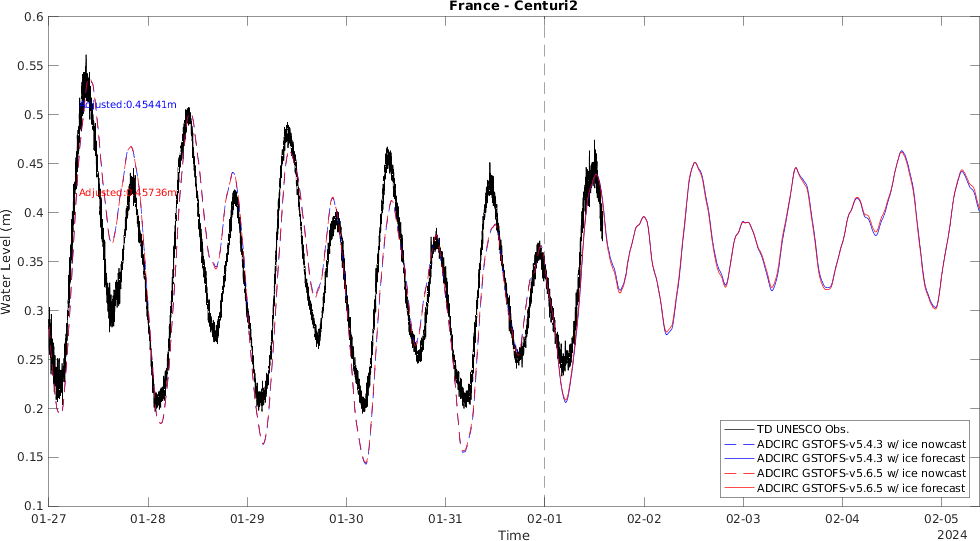 France - Centuri2
0.6
0.55
0.5
0.45
0.4
0.35
0.3
0.25
0.2
0.15
0.1
Water Level (m)
Adjusted:0.45441m
Adjusted:0.45736m
TD UNESCO Obs.
ADCIRC GSTOFS-v5.4.3 w/ ice nowcast
ADCIRC GSTOFS-v5.4.3 w/ ice forecast
ADCIRC GSTOFS-v5.6.5 w/ ice nowcast
ADCIRC GSTOFS-v5.6.5 w/ ice forecast
01-27 01-28 01-29 01-30 01-31 02-01 02-02 02-03 02-04 02-05
Time
2024